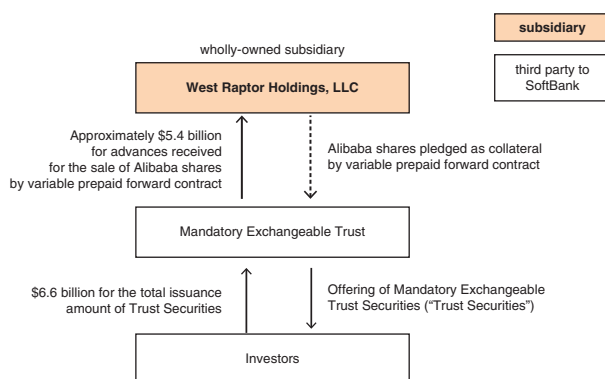 subsidiary
third party to
SoftBank
wholly-owned subsidiary
West Raptor Holdings, LLC
Approximately $5.4 billion
for advances received
for the sale of Alibaba shares
by variable prepaid forward contract
Alibaba shares pledged as collateral
by variable prepaid forward contract
Mandatory Exchangeable Trust
$6.6 billion for the total issuance
amount of Trust Securities
Offering of Mandatory Exchangeable
Trust Securities (“Trust Securities”)
Investors